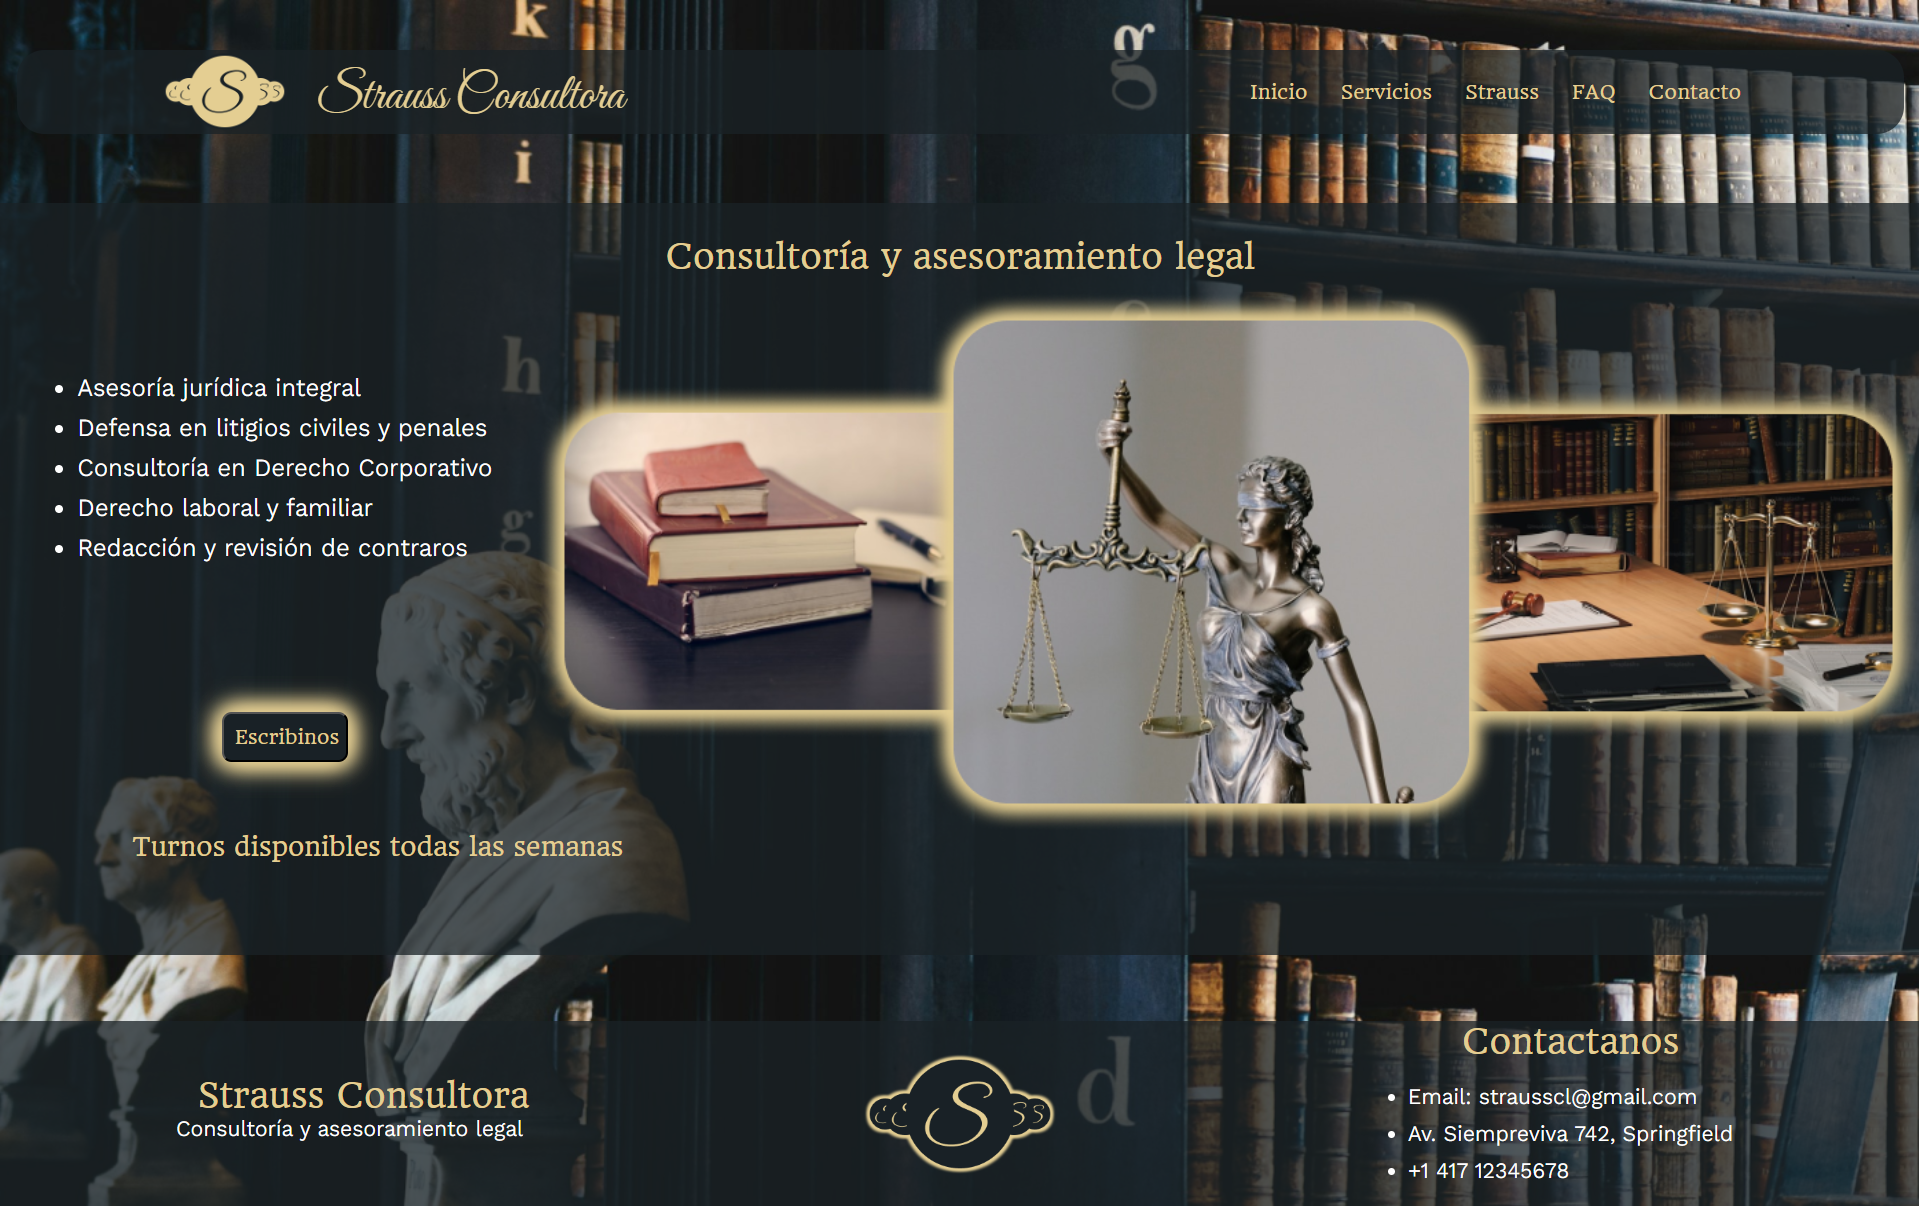 k
g
i
S
Strauss Consultora
Inicio Servicios Strauss FAQ Contacto
Consultoría y asesoramiento legal
h
g
Asesoría jurídica integral
Defensa en litigios civiles y penales
Consultoría en Derecho Corporativo
Derecho laboral y familiar
Redacción y revisión de contraros
Escribinos
Turnos disponibles todas las semanas
Strauss Consultora
Consultoría y asesoramiento legal
S
d
Contactanos
Email: strausscl@gmail.com
Av. Siempreviva 742, Springfield
+1 417 12345678